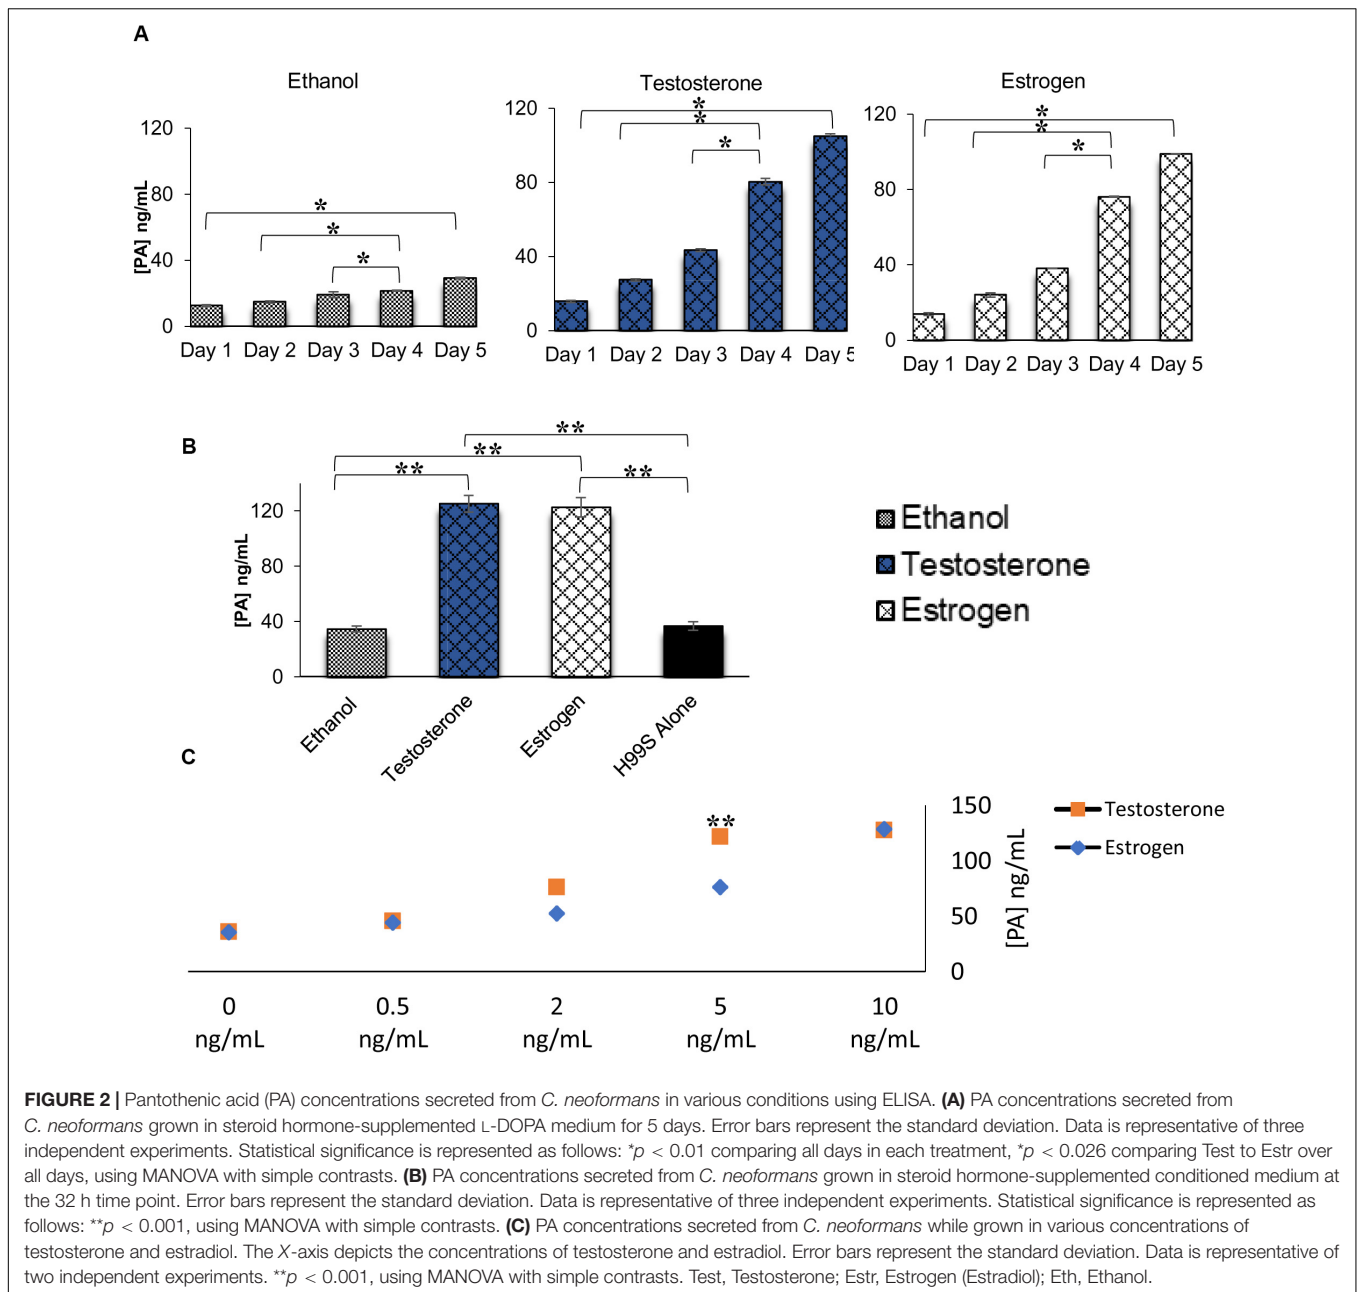 A
Ethanol
Testosterone
Estrogen
[PA] ng/mL
120
80
40
0
* * *
Day 1 Day 2 Day 3 Day 4 Day 5
120
80
40
0
* * *
Day 1 Day 2 Day 3 Day 4 Day 5
120
80
40
0
* * *
Day 1 Day 2 Day 3 Day 4 Day 5
B
[PA] ng/mL
120
80
40
0
** ** ** **
Ethanol
Testosterone
Estrogen
H99S Alone
Ethanol
Testosterone
Estrogen
C
**
150
100
50
0
[PA] ng/mL
Testosterone
Estrogen
0 0.5 2 5 10
ng/mL ng/mL ng/mL ng/mL ng/mL
FIGURE 2 | Pantothenic acid (PA) concentrations secreted from C. neoformans in various conditions using ELISA. (A) PA concentrations secreted from
C. neoformans grown in steroid hormone-supplemented L-DOPA medium for 5 days. Error bars represent the standard deviation. Data is representative of three
independent experiments. Statistical significance is represented as follows: *p < 0.01 comparing all days in each treatment, *p < 0.026 comparing Test to Estr over
all days, using MANOVA with simple contrasts. (B) PA concentrations secreted from C. neoformans grown in steroid hormone-supplemented conditioned medium at
the 32 h time point. Error bars represent the standard deviation. Data is representative of three independent experiments. Statistical significance is represented as
follows: **p < 0.001, using MANOVA with simple contrasts. (C) PA concentrations secreted from C. neoformans while grown in various concentrations of
testosterone and estradiol. The X-axis depicts the concentrations of testosterone and estradiol. Error bars represent the standard deviation. Data is representative of
two independent experiments. **p < 0.001, using MANOVA with simple contrasts. Test, Testosterone; Estr, Estrogen (Estradiol); Eth, Ethanol.